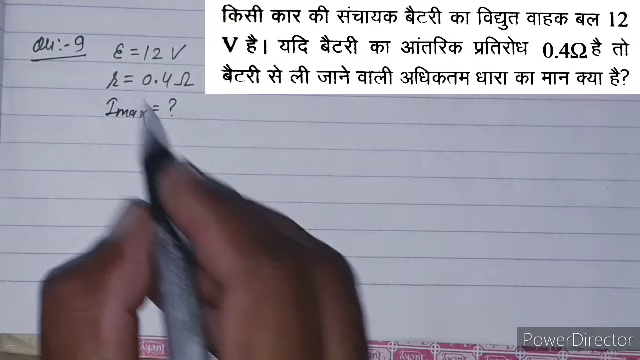 किसी कार की संचायक बैटरी का विद्युत वाहक बल 12
V है। यदि बैटरी का आंतरिक प्रतिरोध 0.4Ω है तो
बैटरी से ली जाने वाली अधिकतम धारा का मान क्या है?
Qu:-9 ε = 12 V
r = 0.4 Ω
Imax = ?
PowerDirector